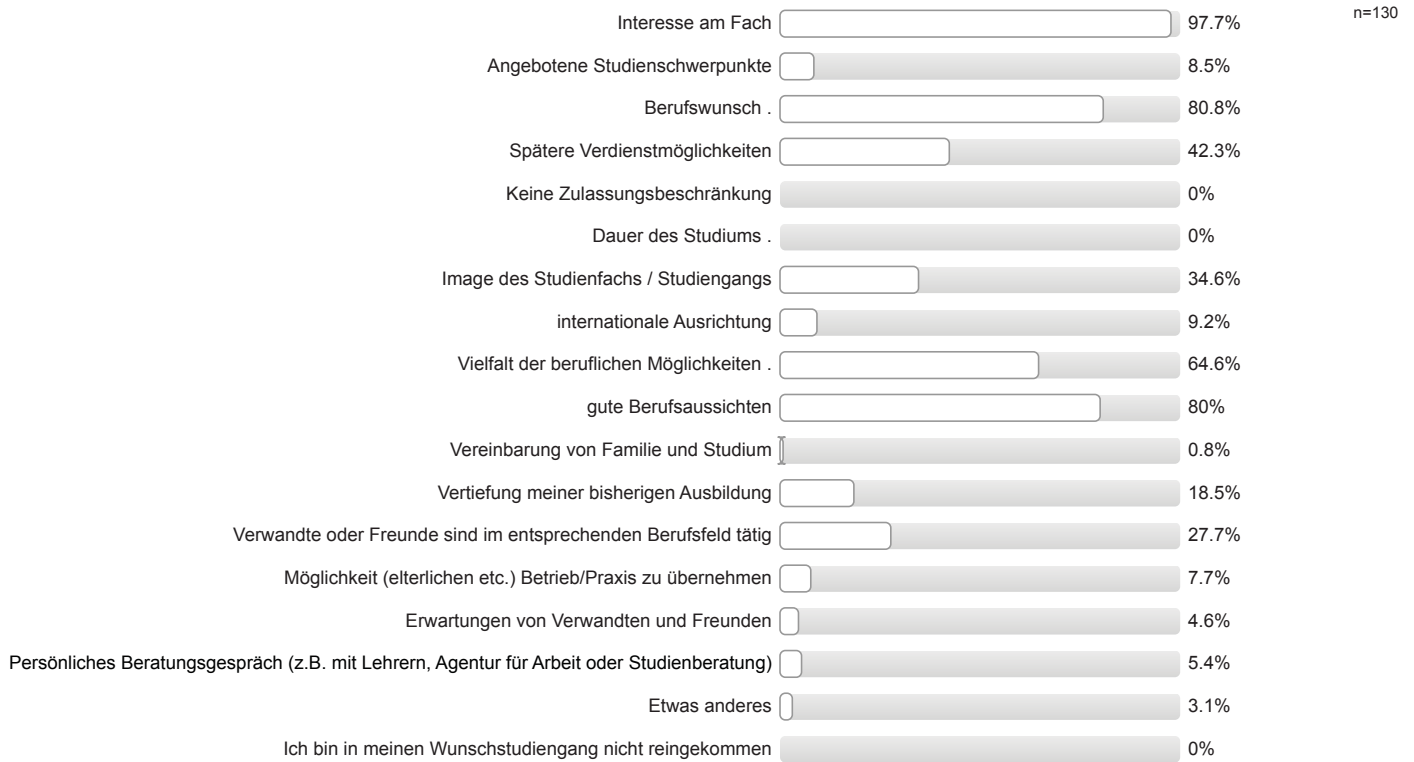 n=130
Interesse am Fach 97.7%
Angebotene Studienschwerpunkte 8.5%
Berufswunsch . 80.8%
Spätere Verdienstmöglichkeiten 42.3%
Keine Zulassungsbeschränkung 0%
Dauer des Studiums . 0%
Image des Studienfachs / Studiengangs 34.6%
internationale Ausrichtung 9.2%
Vielfalt der beruflichen Möglichkeiten . 64.6%
gute Berufsaussichten 80%
Vereinbarung von Familie und Studium 0.8%
Vertiefung meiner bisherigen Ausbildung 18.5%
Verwandte oder Freunde sind im entsprechenden Berufsfeld tätig 27.7%
Möglichkeit (elterlichen etc.) Betrieb/Praxis zu übernehmen 7.7%
Erwartungen von Verwandten und Freunden 4.6%
Persönliches Beratungsgespräch (z.B. mit Lehrern, Agentur für Arbeit oder Studienberatung) 5.4%
Etwas anderes 3.1%
Ich bin in meinen Wunschstudiengang nicht reingekommen 0%